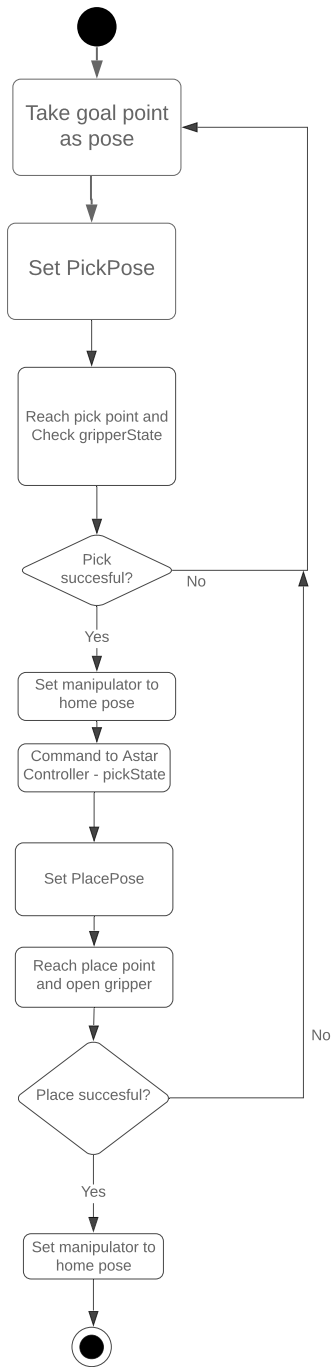 Take goal point
as pose
Set PickPose
Reach pick point and
Check gripperState
Pick
succesful?
No
Yes
Set manipulator to
home pose
Command to Astar
Controller - pickState
Set PlacePose
Reach place point
and open gripper
No
Place succesful?
Yes
Set manipulator to
home pose